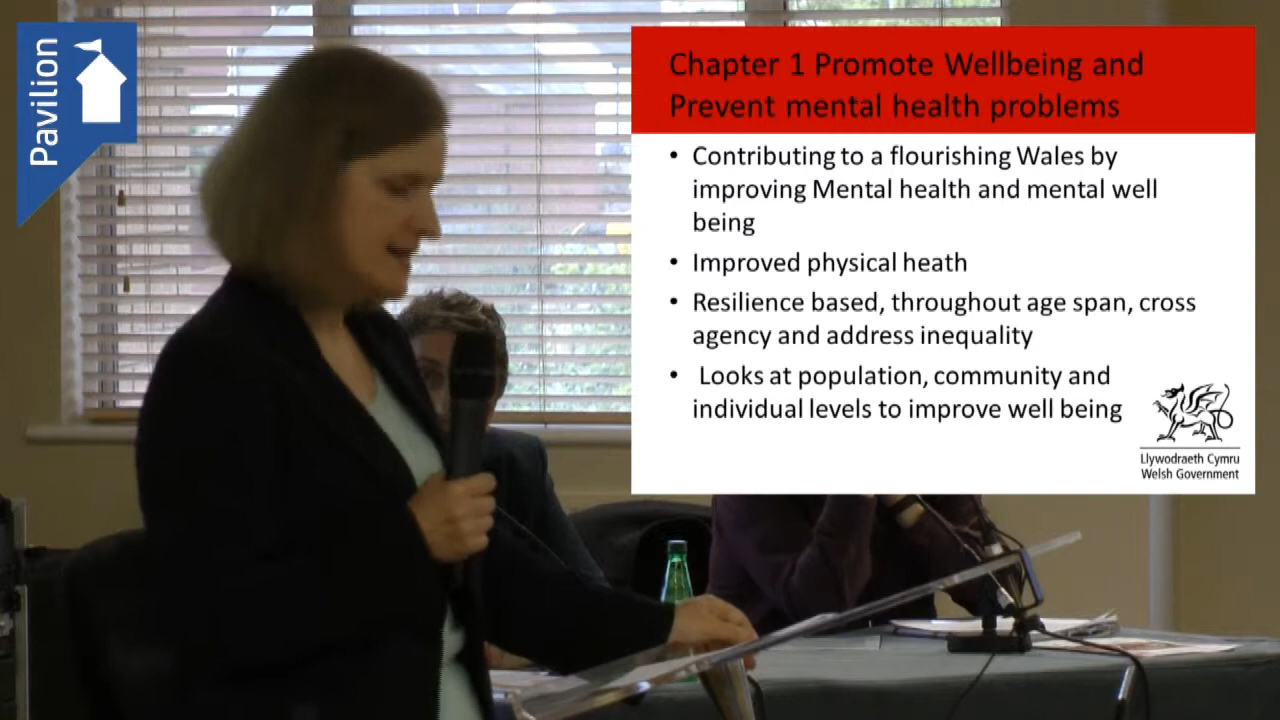 Pavilion
Chapter 1 Promote Wellbeing and
Prevent mental health problems
• Contributing to a flourishing Wales by
improving Mental health and mental well
being
• Improved physical heath
• Resilience based, throughout age span, cross
agency and address inequality
• Looks at population, community and
individual levels to improve well being
Llywodraeth Cymru
Welsh Government